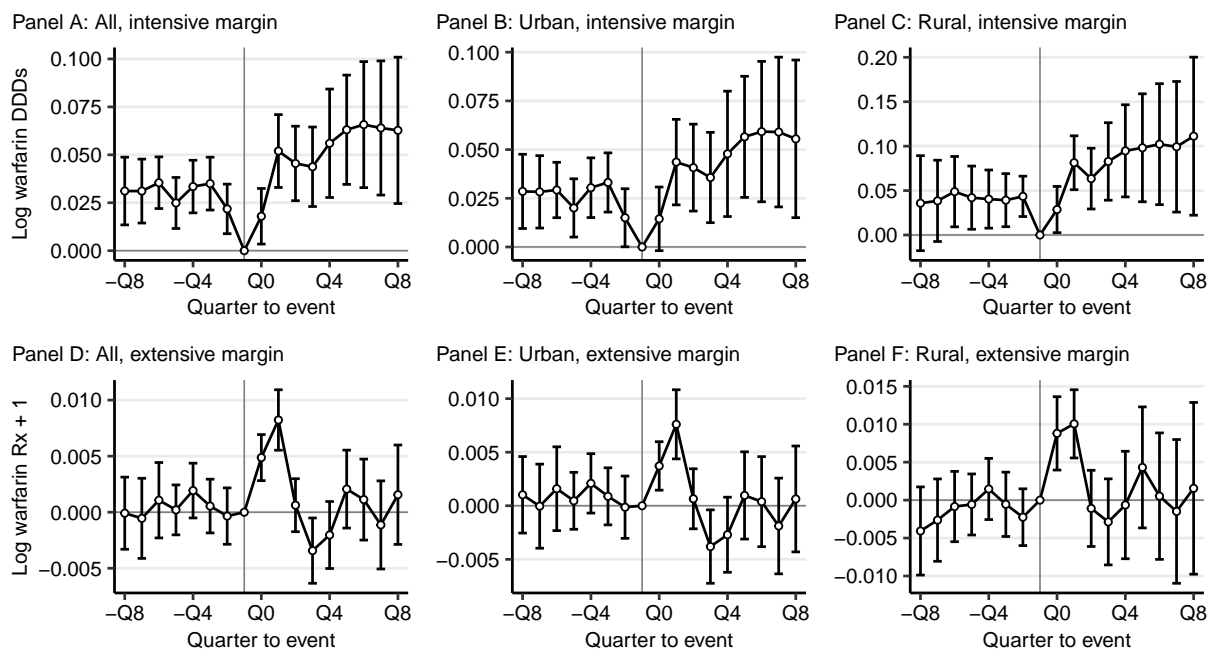 Panel A: All, intensive margin
Log warfarin DDDs
0.100
0.075
0.050
0.025
0.000
−Q8 −Q4 Q0 Q4 Q8
Quarter to event
Panel B: Urban, intensive margin
0.100
0.075
0.050
0.025
0.000
−Q8 −Q4 Q0 Q4 Q8
Quarter to event
Panel C: Rural, intensive margin
0.20
0.15
0.10
0.05
0.00
−Q8 −Q4 Q0 Q4 Q8
Quarter to event
Panel D: All, extensive margin
Log warfarin Rx + 1
0.010
0.005
0.000
−0.005
−Q8 −Q4 Q0 Q4 Q8
Quarter to event
Panel E: Urban, extensive margin
0.010
0.005
0.000
−0.005
−Q8 −Q4 Q0 Q4 Q8
Quarter to event
Panel F: Rural, extensive margin
0.015
0.010
0.005
0.000
−0.005
−0.010
−Q8 −Q4 Q0 Q4 Q8
Quarter to event